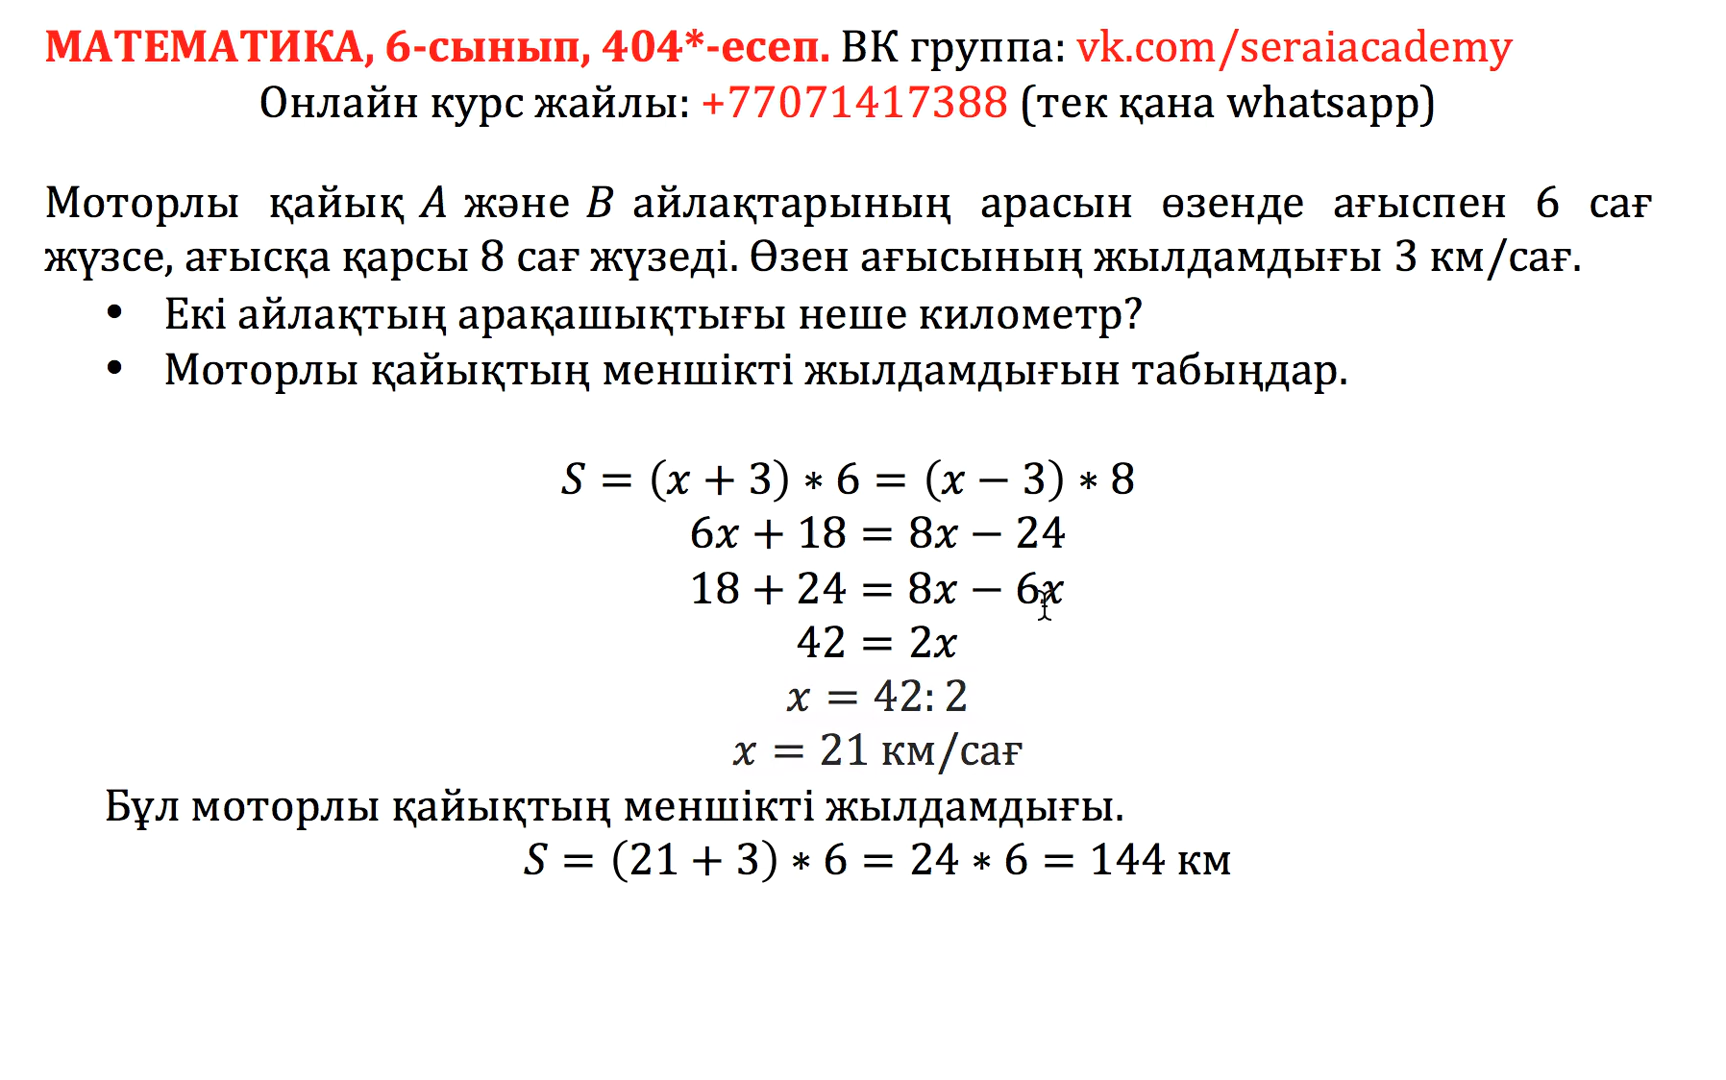 МАТЕМАТИКА, 6-сынып, 404*-есеп. ВК группа: vk.com/seraiacademy
Онлайн курс жайлы: +77071417388 (тек қана whatsapp)
Моторлы қайық A және B айлақтарының арасын өзенде ағыспен 6 сағ
жүзсе, ағысқа қарсы 8 сағ жүзеді. Өзен ағысының жылдамдығы 3 км/сағ.
• Екі айлақтың арақашықтығы неше километр?
• Моторлы қайықтың меншікті жылдамдығын табыңдар.
S = (x + 3) * 6 = (x − 3) * 8
6x + 18 = 8x − 24
18 + 24 = 8x − 6x
42 = 2x
x = 42: 2
x = 21 км/сағ
Бұл моторлы қайықтың меншікті жылдамдығы.
S = (21 + 3) * 6 = 24 * 6 = 144 км